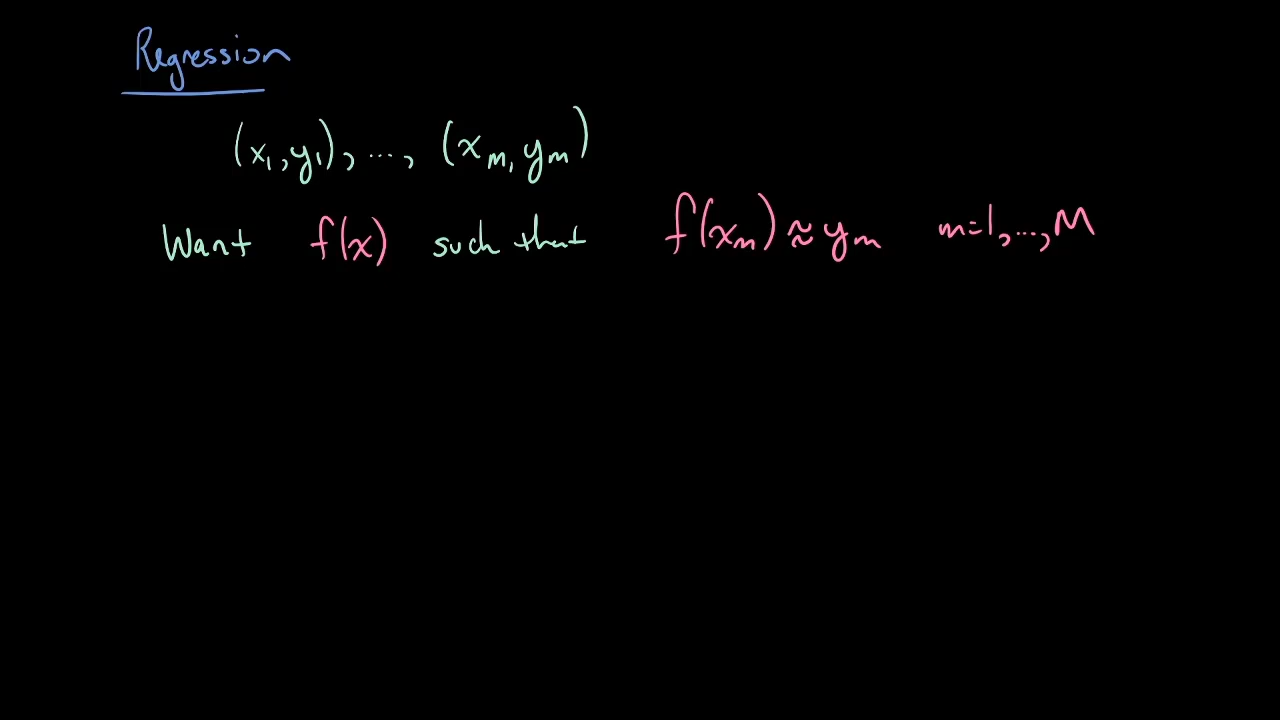 Regression
(x₁,y₁), ..., (xₘ, yₘ)
Want f(x) such that f(xₘ) ≈ yₘ m=1,...,M